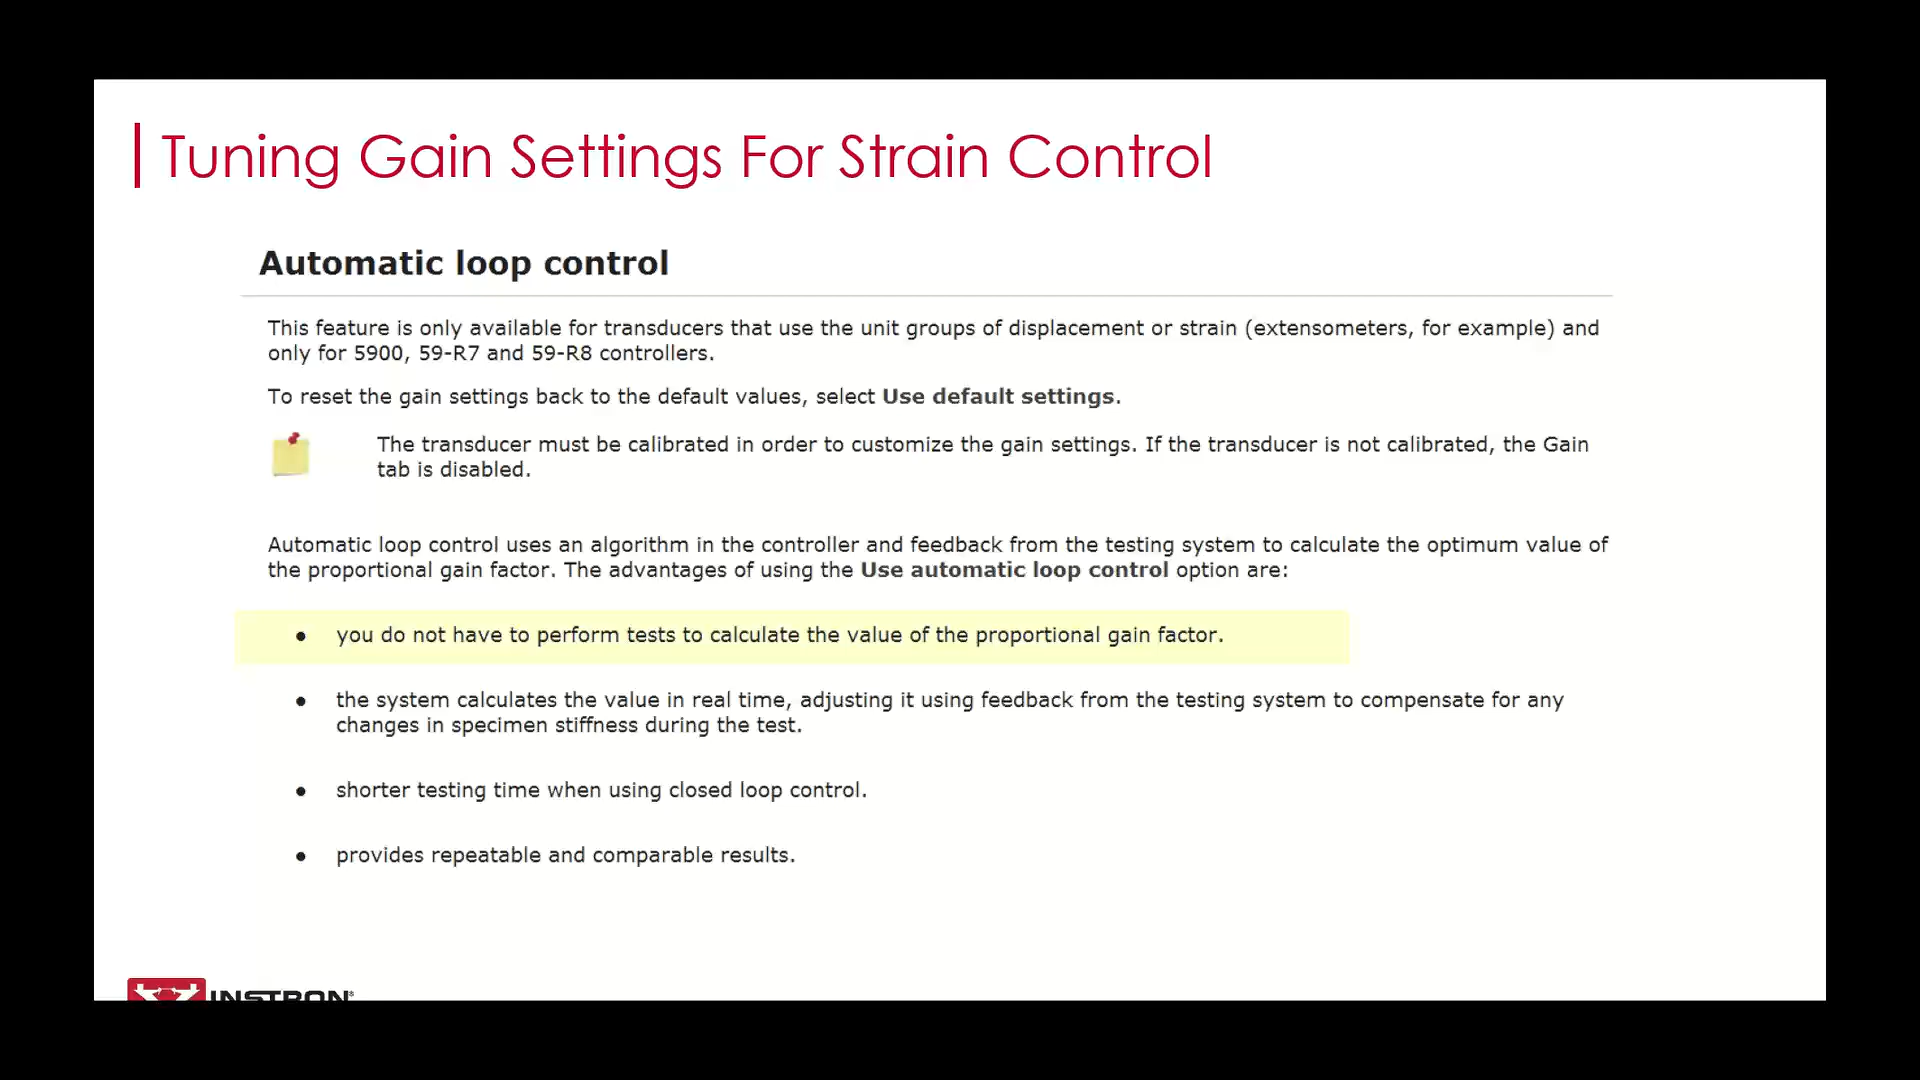 Tuning Gain Settings For Strain Control
Automatic loop control
This feature is only available for transducers that use the unit groups of displacement or strain (extensometers, for example) and
only for 5900, 59-R7 and 59-R8 controllers.
To reset the gain settings back to the default values, select Use default settings.
The transducer must be calibrated in order to customize the gain settings. If the transducer is not calibrated, the Gain
tab is disabled.
Automatic loop control uses an algorithm in the controller and feedback from the testing system to calculate the optimum value of
the proportional gain factor. The advantages of using the Use automatic loop control option are:
● you do not have to perform tests to calculate the value of the proportional gain factor.
● the system calculates the value in real time, adjusting it using feedback from the testing system to compensate for any
changes in specimen stiffness during the test.
● shorter testing time when using closed loop control.
● provides repeatable and comparable results.
INSTRON®